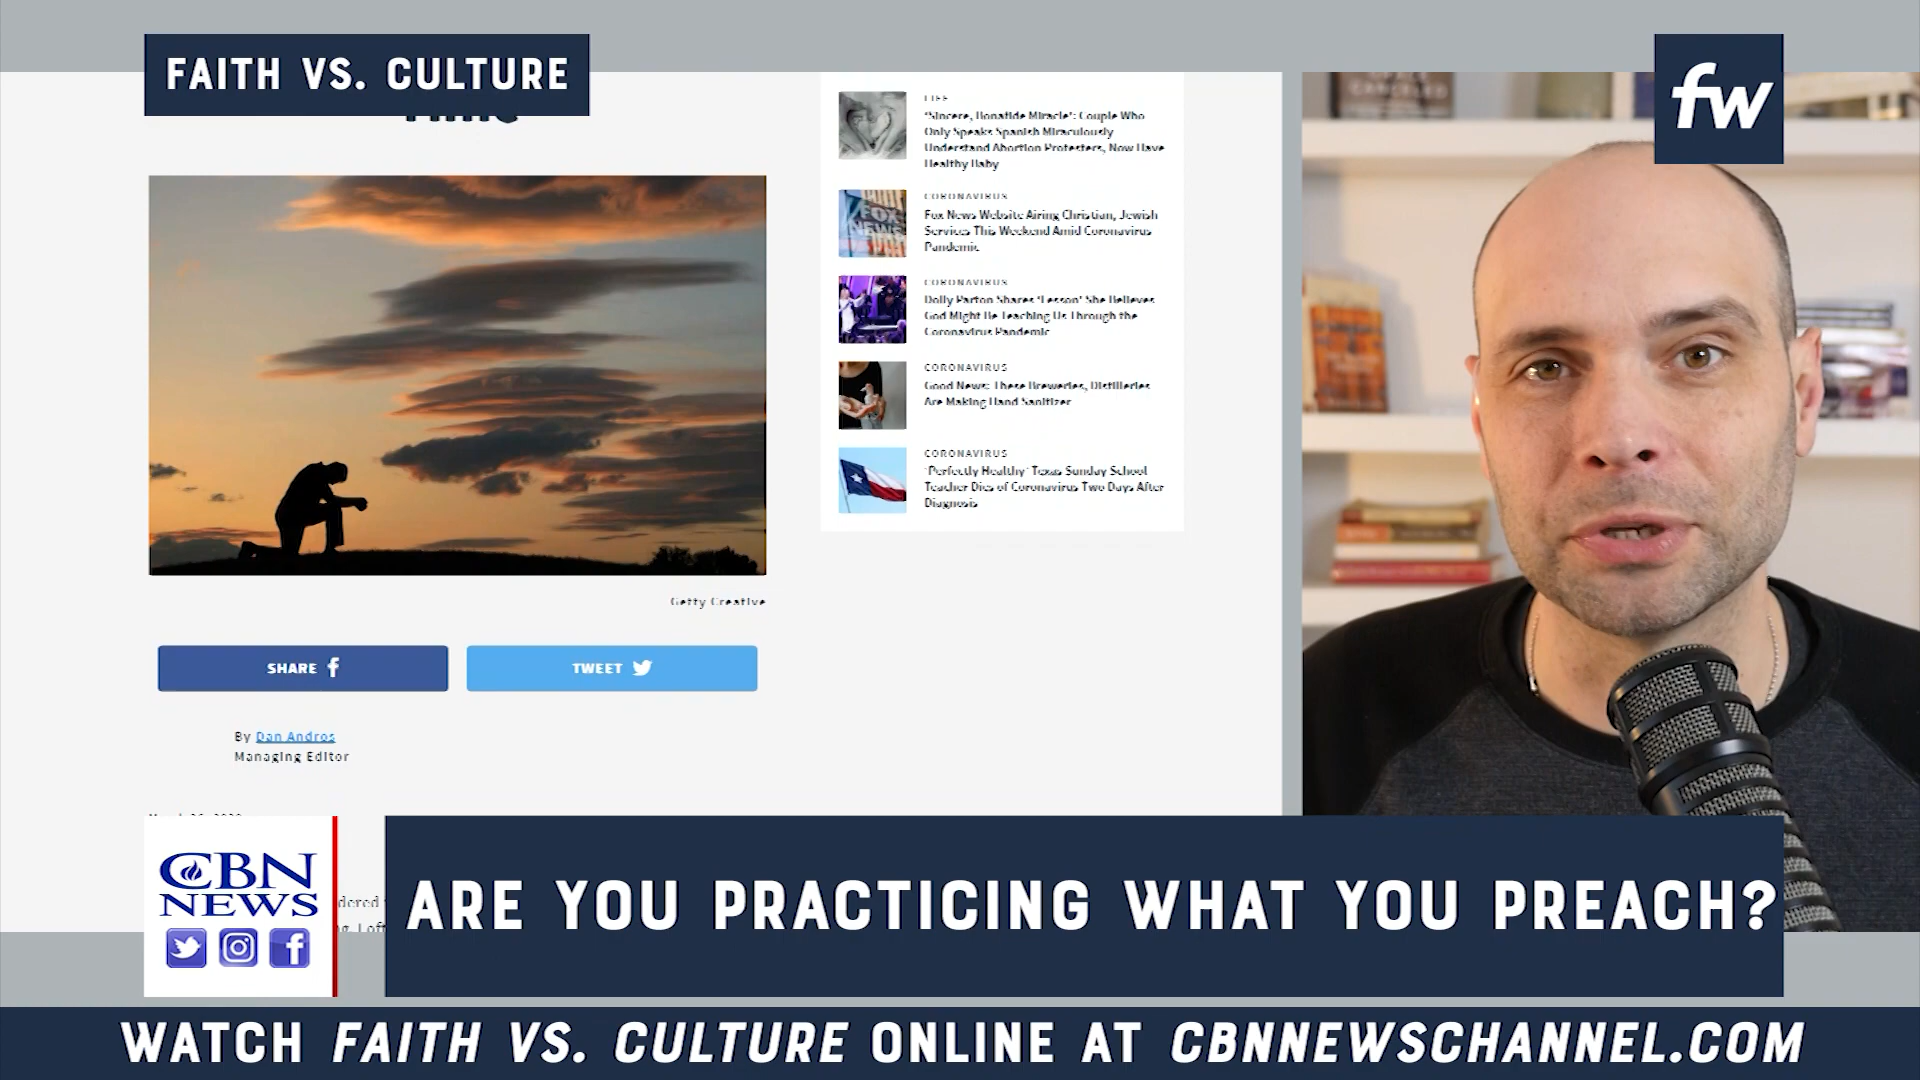 FAITH VS. CULTURE
fw
LIFE
'Sincere, Bonafide Miracle': Couple Who
Only Speaks Spanish Miraculously
Understand Abortion Protesters, Now Have
Healthy Baby
CORONAVIRUS
Fox News Website Airing Christian, Jewish
Services This Weekend Amid Coronavirus
Pandemic
CORONAVIRUS
Dolly Parton Shares 'Lesson' She Believes
God Might Be Teaching Us Through the
Coronavirus Pandemic
CORONAVIRUS
Good News: These Breweries, Distilleries
Are Making Hand Sanitizer
CORONAVIRUS
'Perfectly Healthy' Texas Sunday School
Teacher Dies of Coronavirus Two Days After
Diagnosis
FOX
NEWS
Getty Creative
SHARE f
TWEET
By Dan Andros
Managing Editor
CBN
NEWS
ARE YOU PRACTICING WHAT YOU PREACH?
WATCH FAITH VS. CULTURE ONLINE AT CBNNEWSCHANNEL.COM